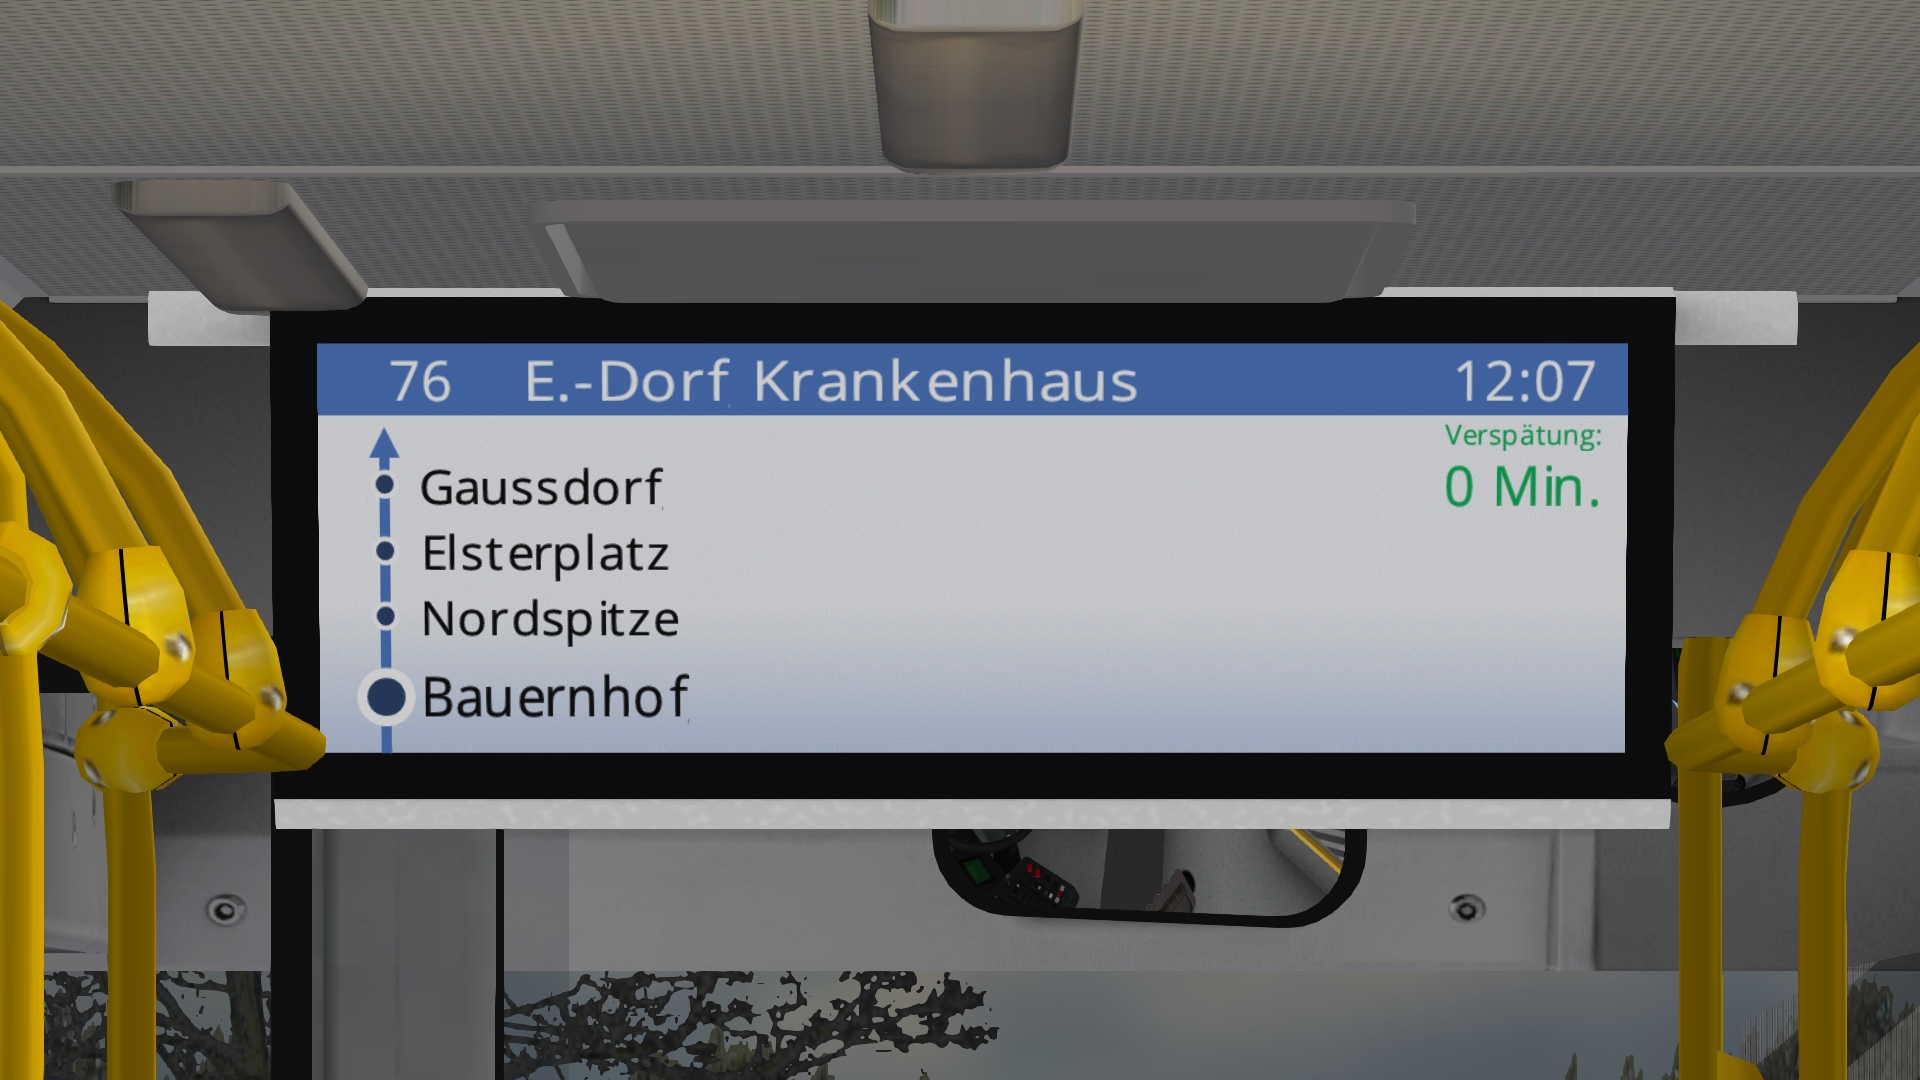 76 E.-Dorf Krankenhaus 12:07
Verspätung:
0 Min.
Gaussdorf
Elsterplatz
Nordspitze
Bauernhof